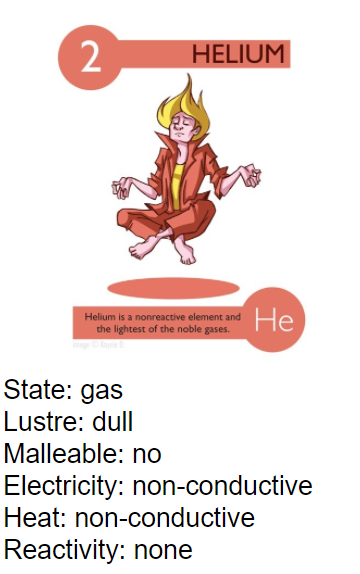 2
HELIUM
Helium is a nonreactive element and
the lightest of the noble gases.
He
State: gas
Lustre: dull
Malleable: no
Electricity: non-conductive
Heat: non-conductive
Reactivity: none